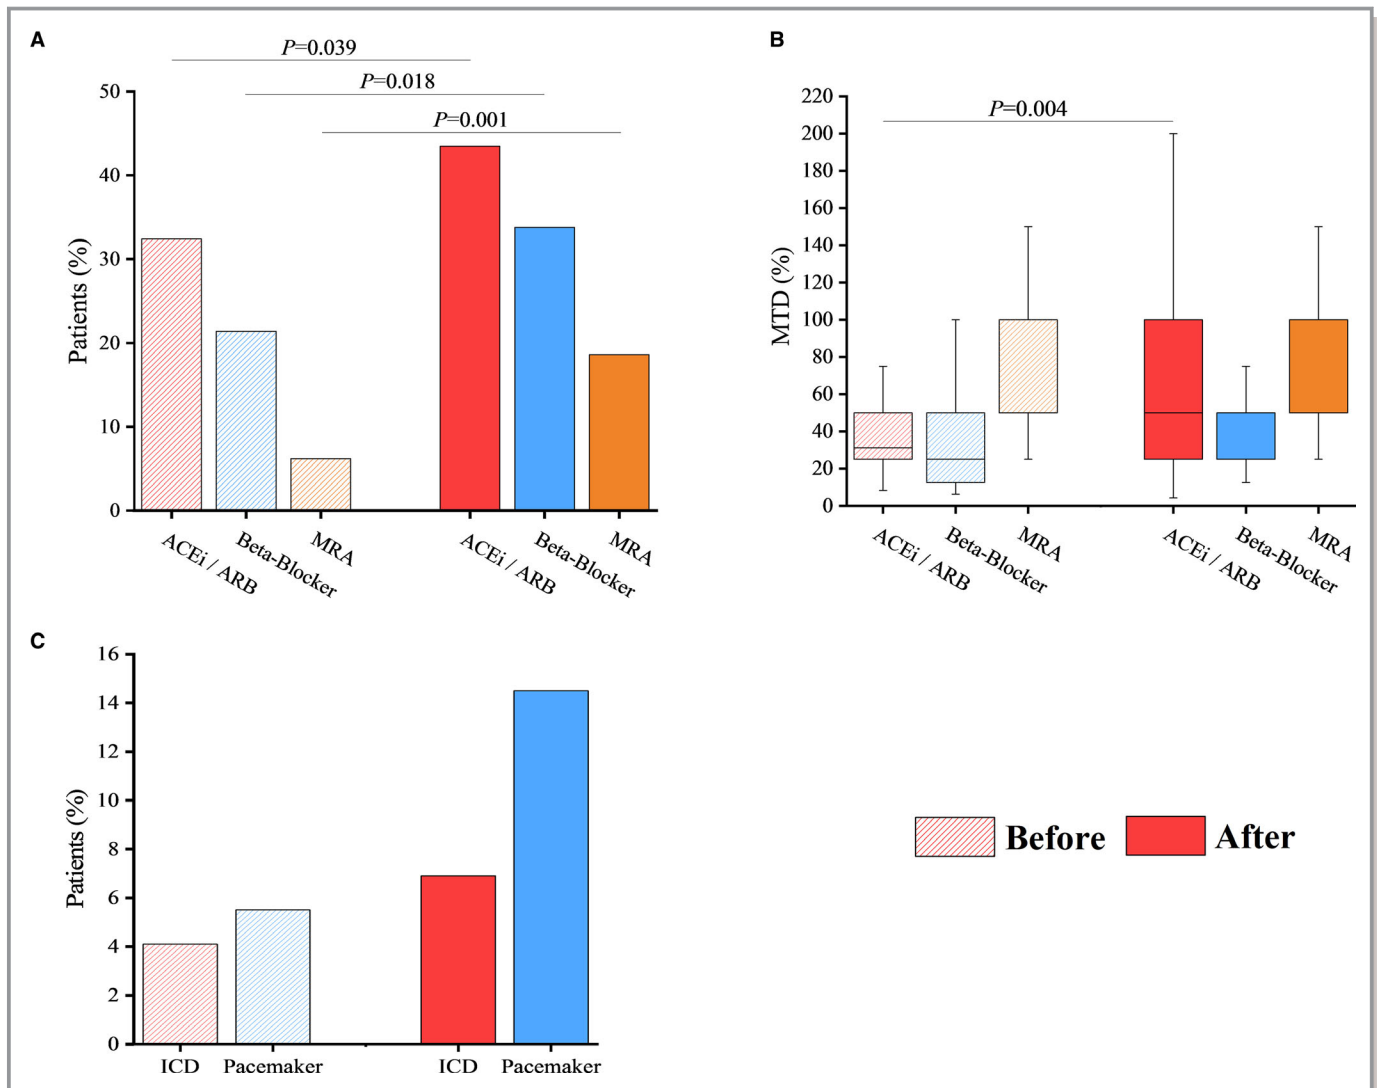 A
P=0.039
P=0.018
P=0.001
50
40
30
20
10
0
Patients (%)
ACEi / ARB
Beta-Blocker
MRA
ACEi / ARB
Beta-Blocker
MRA
B
P=0.004
220
200
180
160
140
120
100
80
60
40
20
0
MTD (%)
ACEi / ARB
Beta-Blocker
MRA
ACEi / ARB
Beta-Blocker
MRA
C
16
14
12
10
8
6
4
2
0
Patients (%)
ICD
Pacemaker
ICD
Pacemaker
Before
After